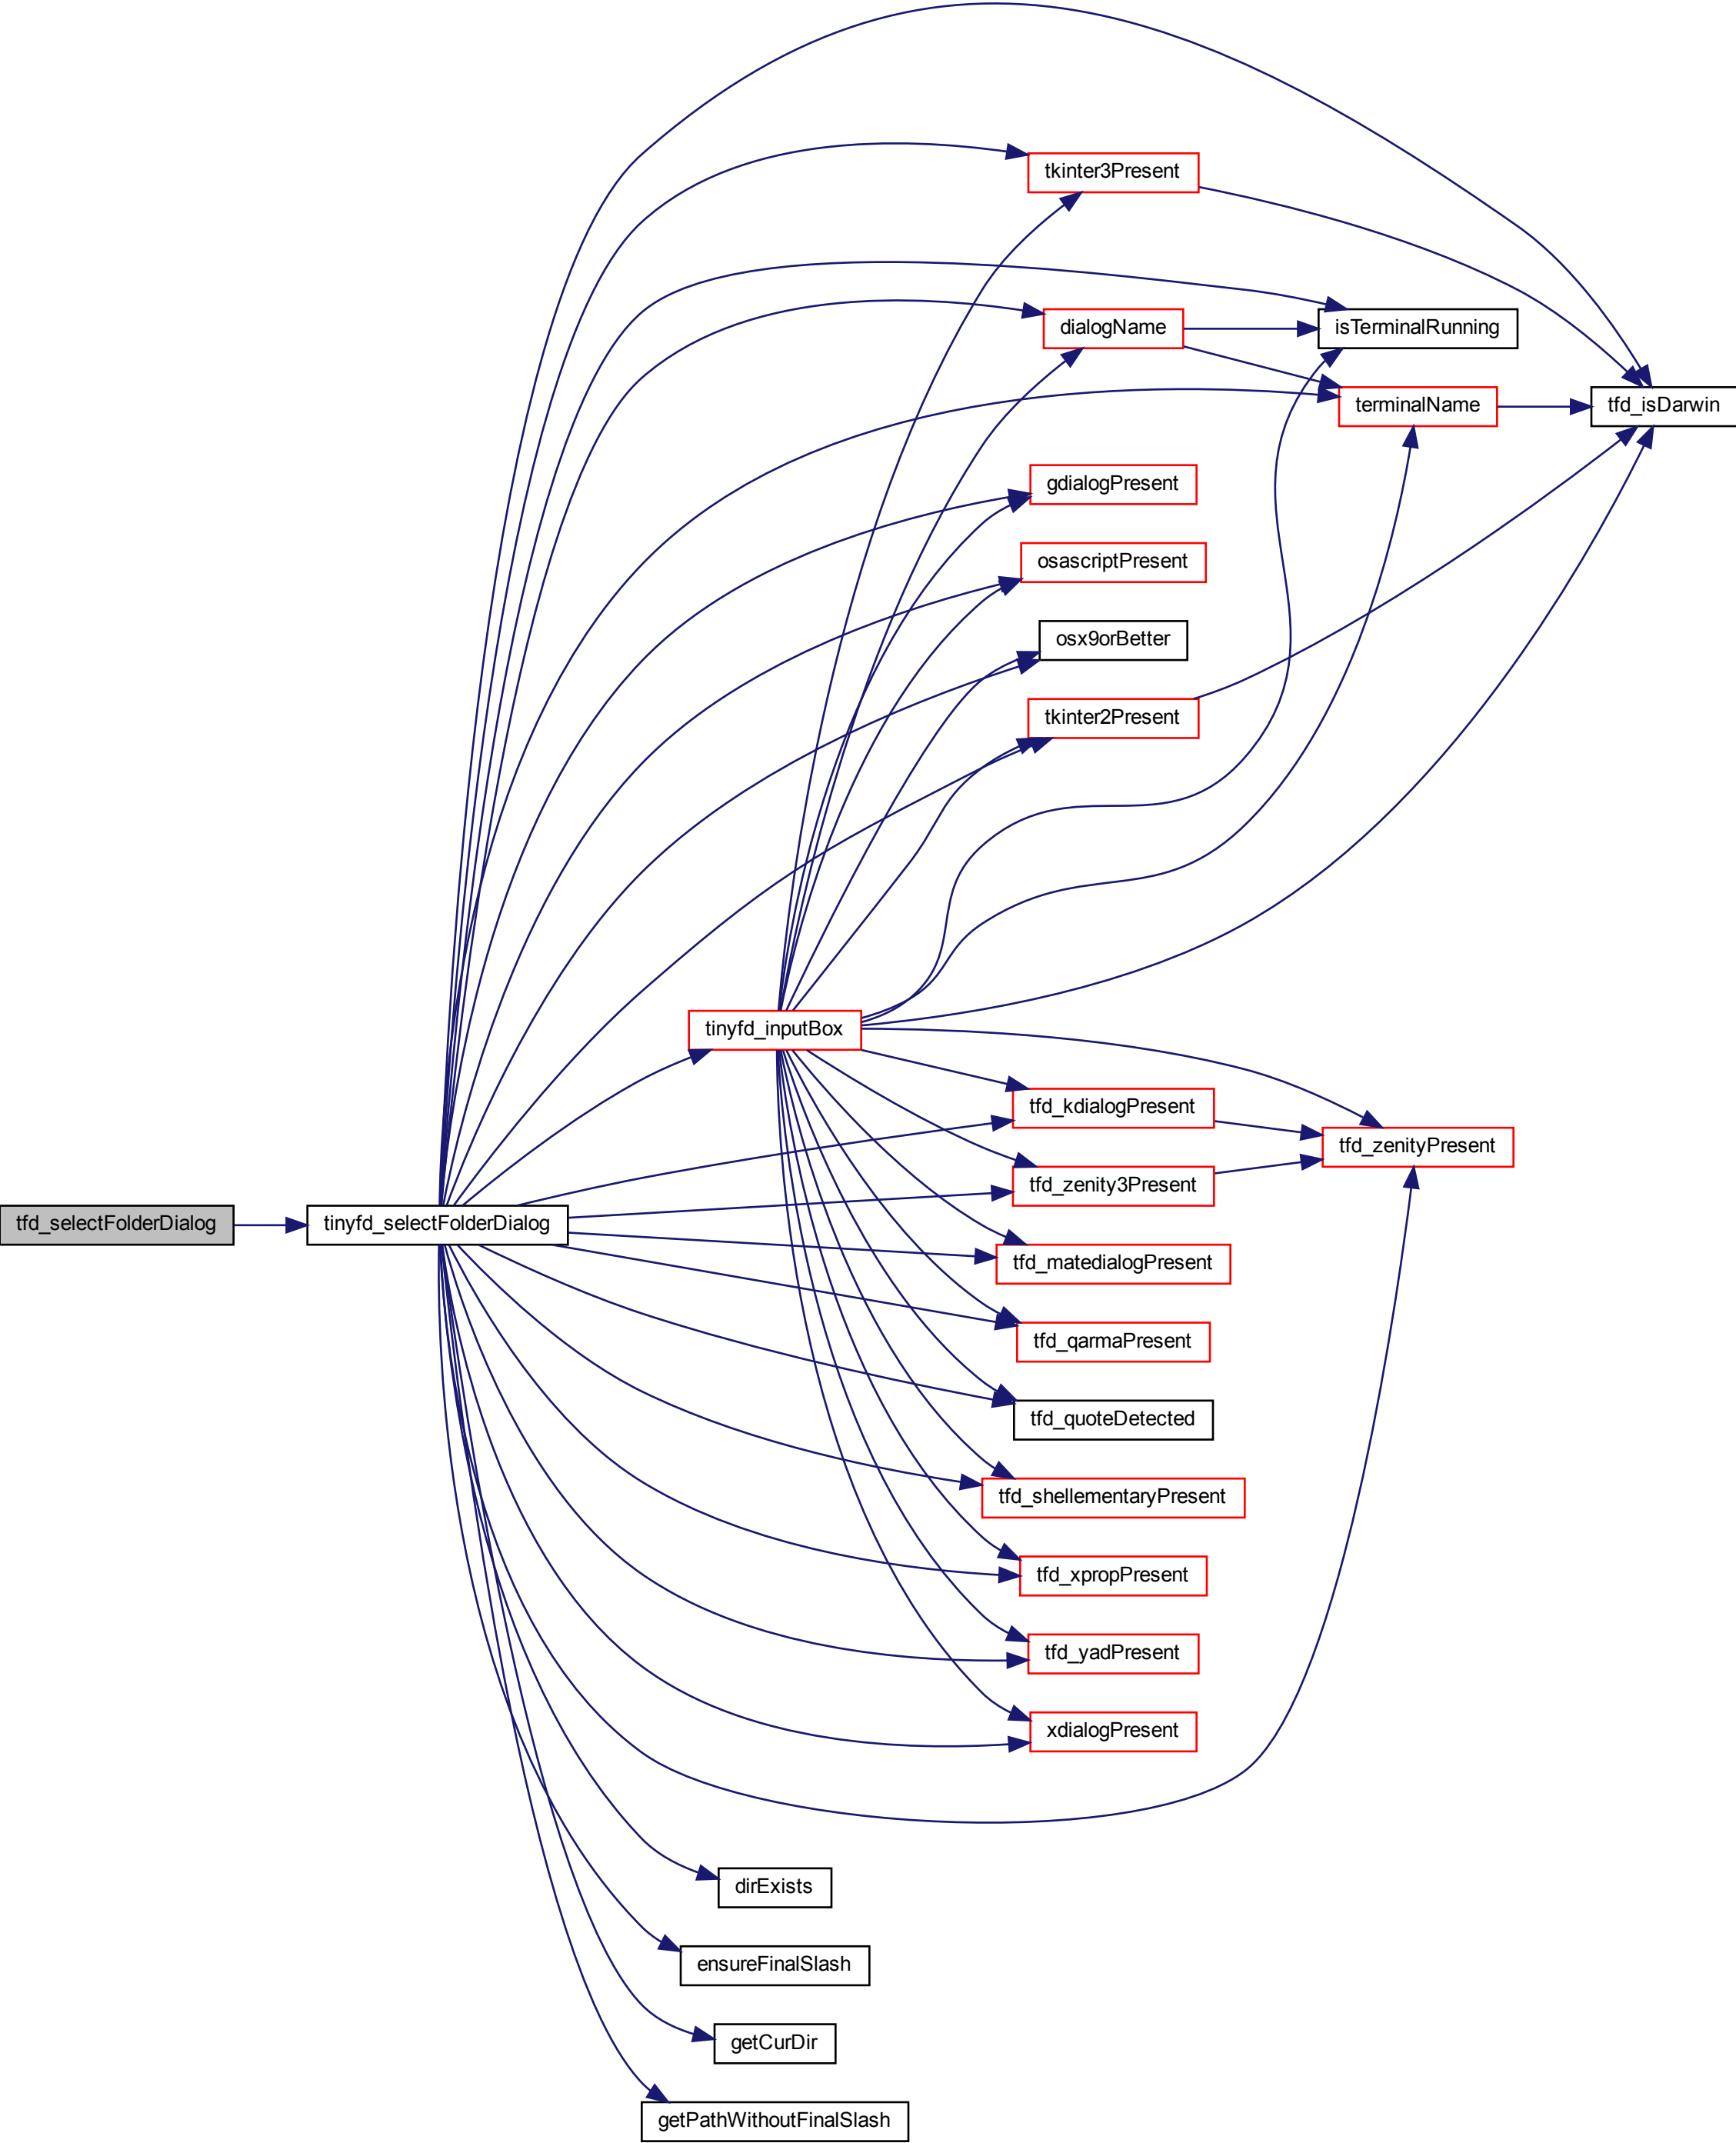 tkinter3Present
dialogName
isTerminalRunning
terminalName
tfd_isDarwin
gdialogPresent
osascriptPresent
osx9orBetter
tkinter2Present
tinyfd_inputBox
tfd_kdialogPresent
tfd_zenityPresent
tfd_zenity3Present
tfd_selectFolderDialog
tinyfd_selectFolderDialog
tfd_matedialogPresent
tfd_qarmaPresent
tfd_quoteDetected
tfd_shellementaryPresent
tfd_xpropPresent
tfd_yadPresent
xdialogPresent
dirExists
ensureFinalSlash
getCurDir
getPathWithoutFinalSlash